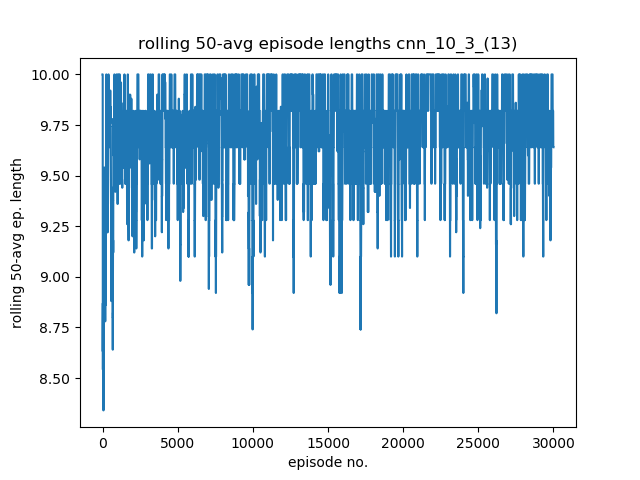 rolling 50-avg episode lengths cnn_10_3_(13)
10.00
9.75
9.50
9.25
9.00
8.75
8.50
rolling 50-avg ep. length
0 5000 10000 15000 20000 25000 30000
episode no.